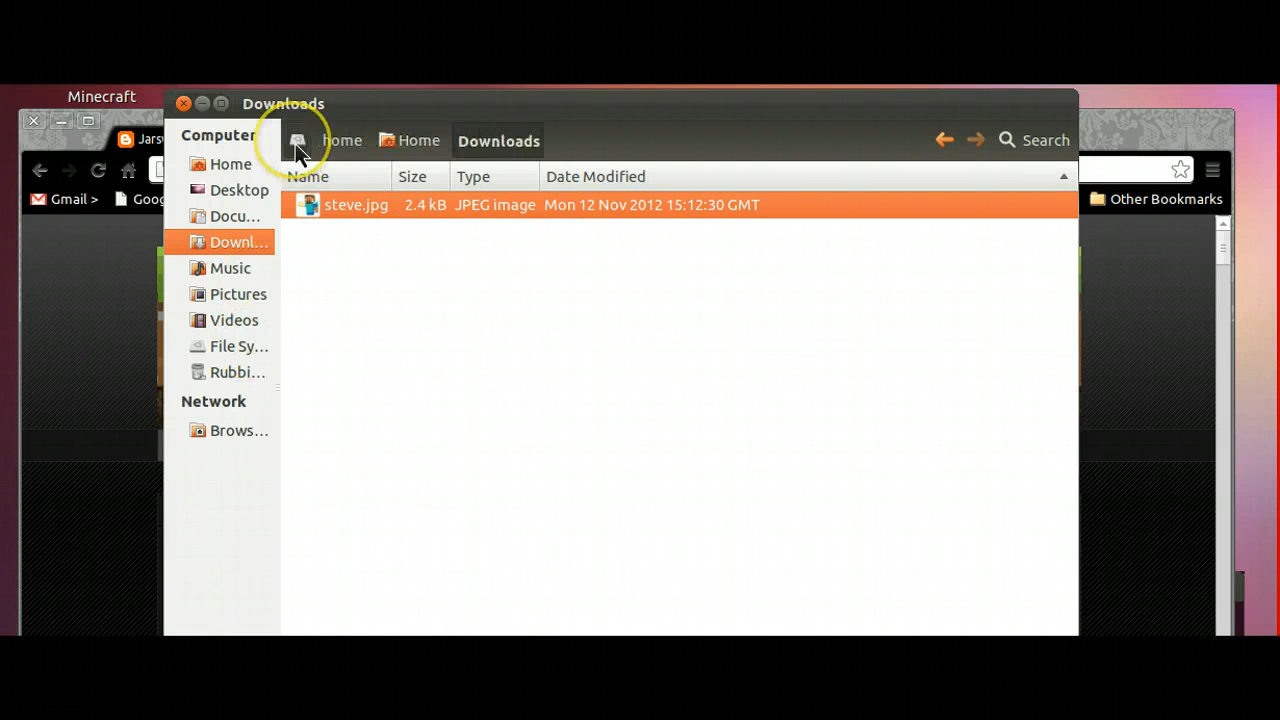 Minecraft
Downloads
Jars
Computer
home
Home
Downloads
Search
Home
Name
Size
Type
Date Modified
Gmail >
Goog
Other Bookmarks
Desktop
steve.jpg
2.4 kB
JPEG image
Mon 12 Nov 2012 15:12:30 GMT
Docu...
Downl...
Music
Pictures
Videos
File Sy...
Rubbi...
Network
Brows...